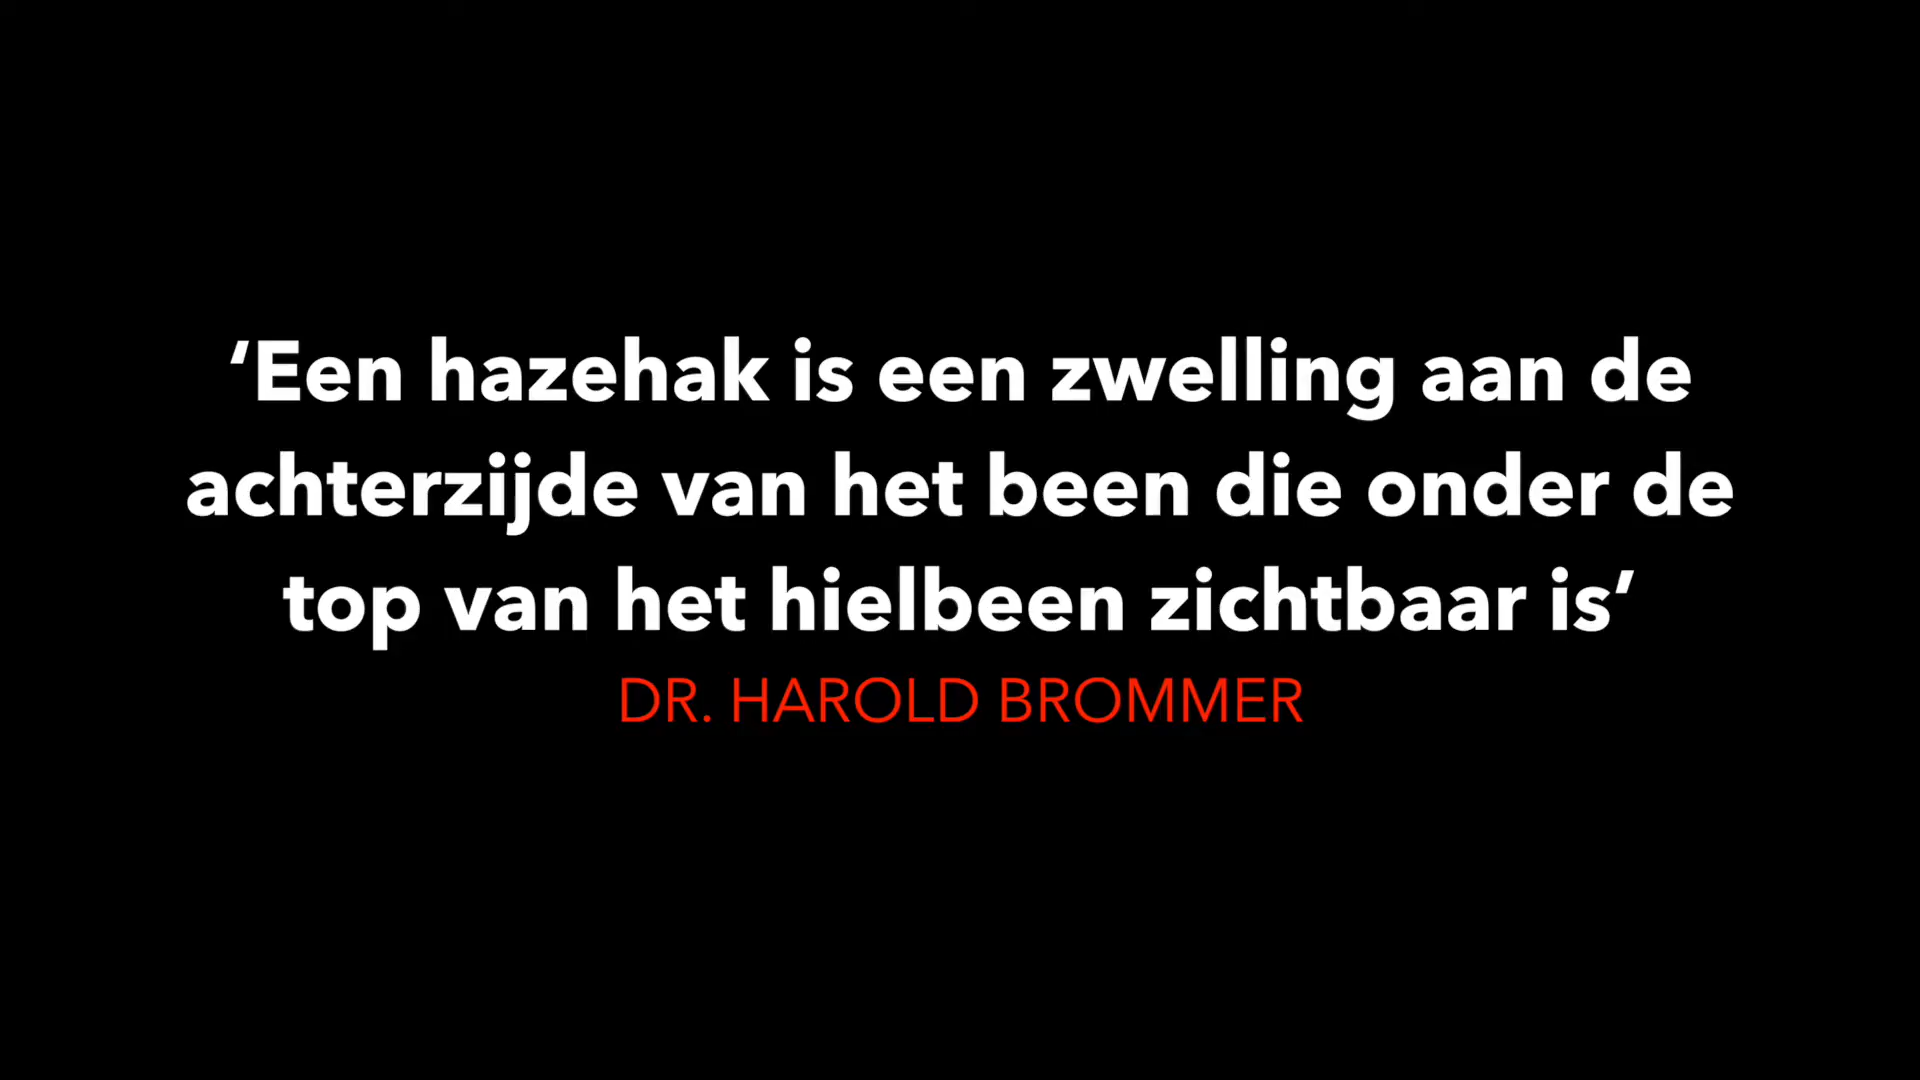 ‘Een hazehak is een zwelling aan de
achterzijde van het been die onder de
top van het hielbeen zichtbaar is’
DR. HAROLD BROMMER